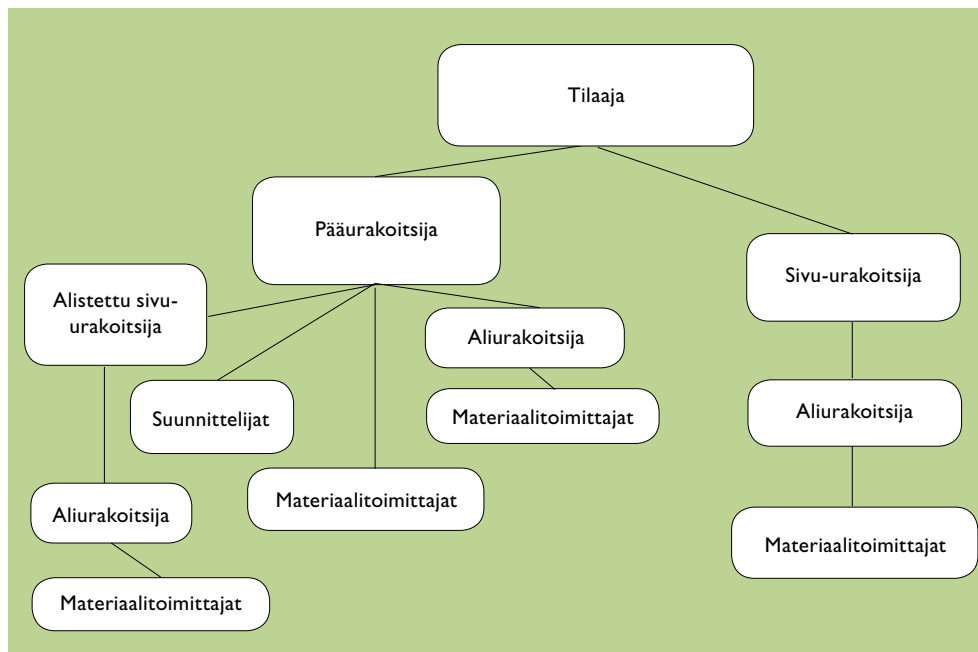 Tilaaja
Pääurakoitsija
Sivu-urakoitsija
Alistettu sivu-
urakoitsija
Aliurakoitsija
Suunnittelijat
Materiaalitoimittajat
Aliurakoitsija
Materiaalitoimittajat
Aliurakoitsija
Materiaalitoimittajat
Materiaalitoimittajat